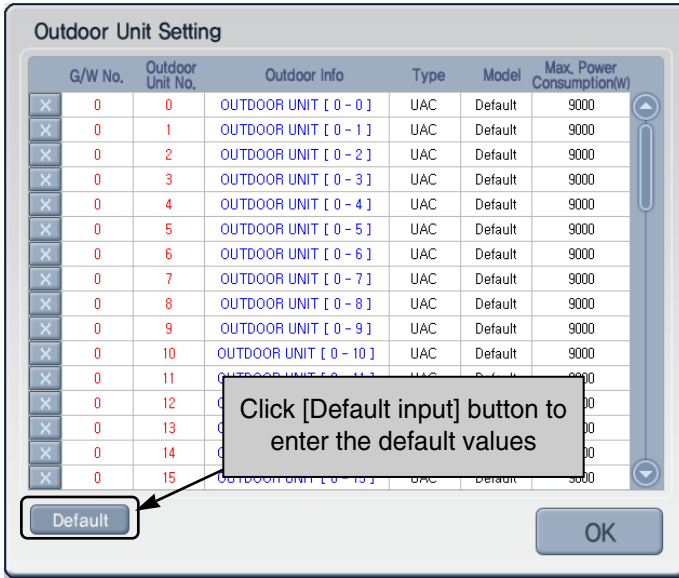 Outdoor Unit Setting
G/W No. Outdoor Unit No. Outdoor Info Type Model Max. Power Consumption(W)
X 0 0 OUTDOOR UNIT [ 0 - 0 ] UAC Default 9000
X 0 1 OUTDOOR UNIT [ 0 - 1 ] UAC Default 9000
X 0 2 OUTDOOR UNIT [ 0 - 2 ] UAC Default 9000
X 0 3 OUTDOOR UNIT [ 0 - 3 ] UAC Default 9000
X 0 4 OUTDOOR UNIT [ 0 - 4 ] UAC Default 9000
X 0 5 OUTDOOR UNIT [ 0 - 5 ] UAC Default 9000
X 0 6 OUTDOOR UNIT [ 0 - 6 ] UAC Default 9000
X 0 7 OUTDOOR UNIT [ 0 - 7 ] UAC Default 9000
X 0 8 OUTDOOR UNIT [ 0 - 8 ] UAC Default 9000
X 0 9 OUTDOOR UNIT [ 0 - 9 ] UAC Default 9000
X 0 10 OUTDOOR UNIT [ 0 - 10 ] UAC Default 9000
X 0 11
X 0 12
X 0 13
X 0 14
X 0 15
Click [Default input] button to
enter the default values
Default
OK